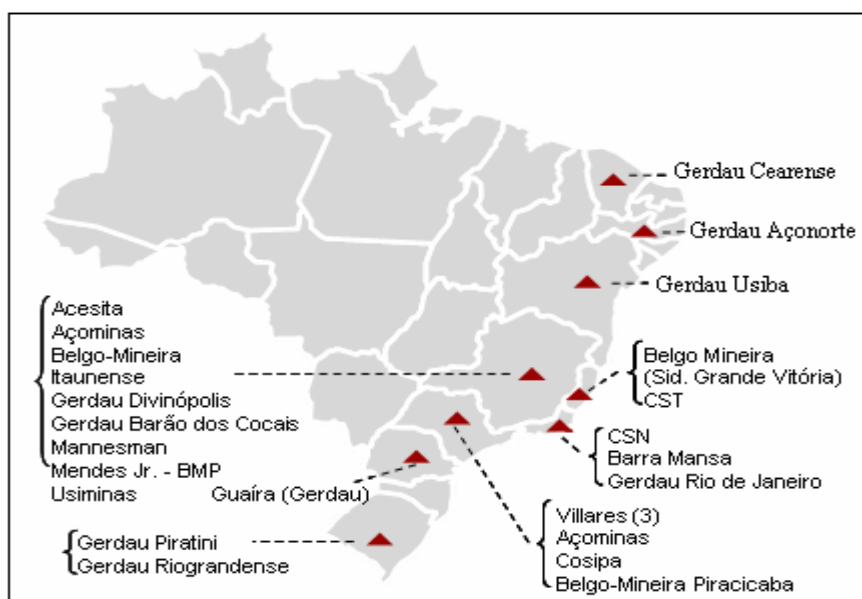 Gerdau Cearense
Gerdau Açonorte
Gerdau Usiba
Acesita
Açominas
Belgo-Mineira
Itaunense
Gerdau Divinópolis
Gerdau Barão dos Cocais
Mannesman
Mendes Jr. - BMP
Usiminas
Belgo Mineira
(Sid. Grande Vitória)
CST
CSN
Barra Mansa
Gerdau Rio de Janeiro
Guaíra (Gerdau)
Villares (3)
Açominas
Cosipa
Belgo-Mineira Piracicaba
Gerdau Piratini
Gerdau Riograndense